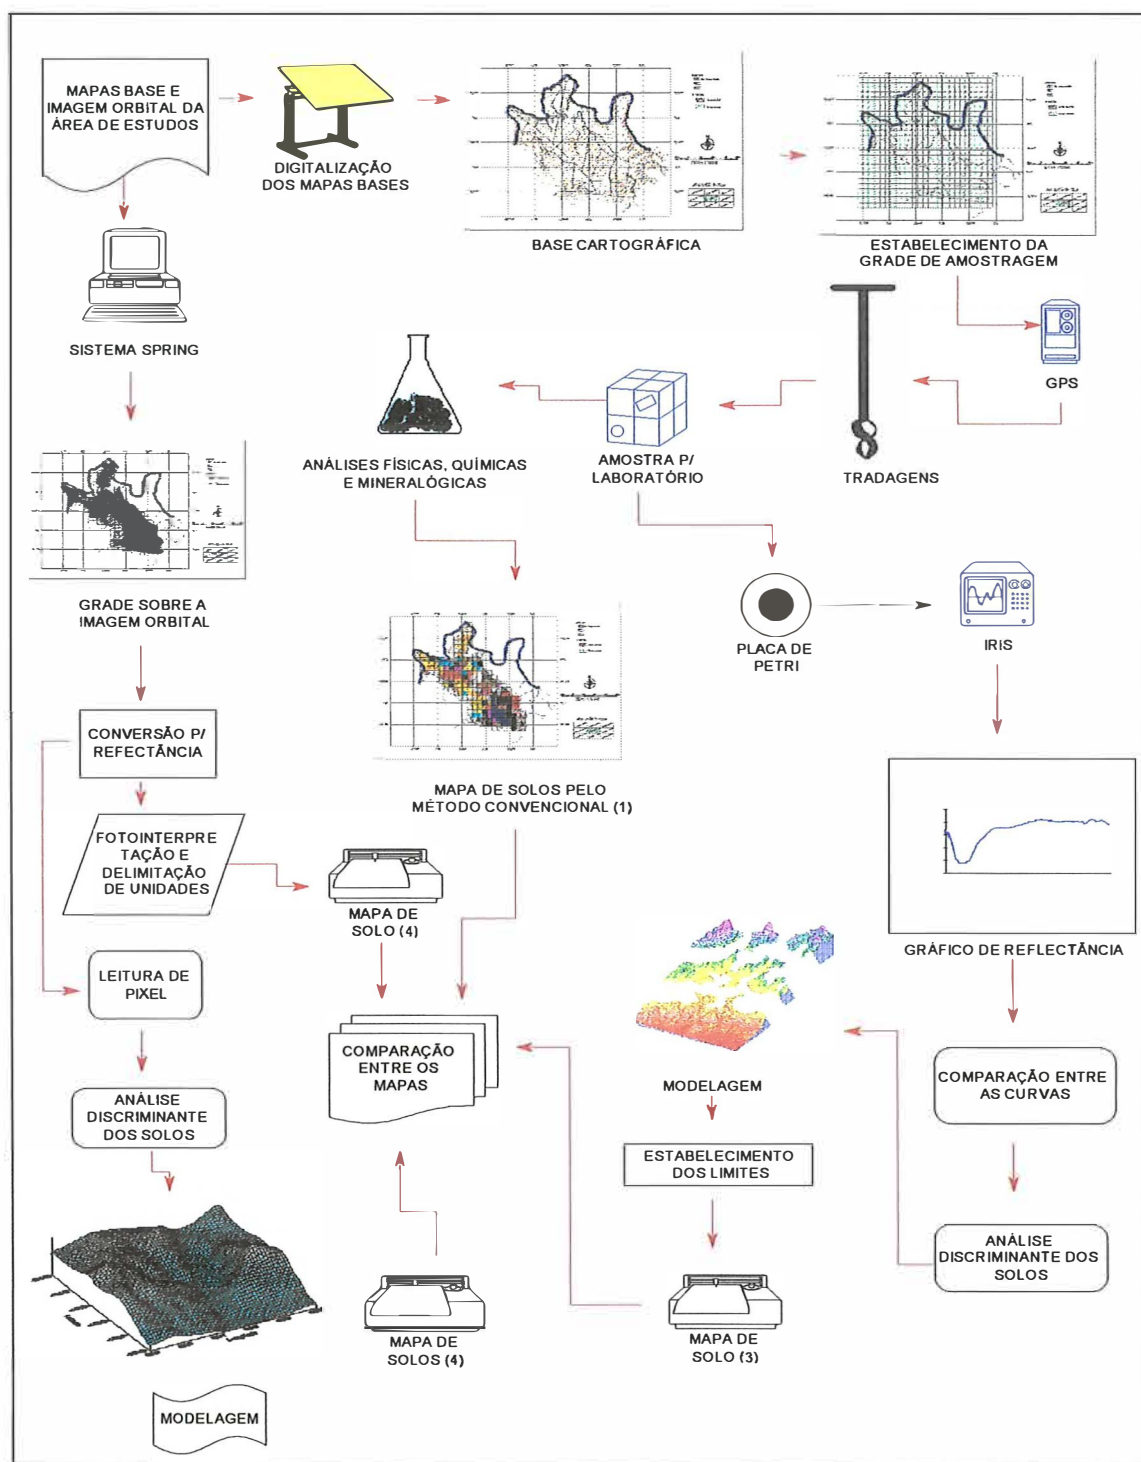 MAPAS BASE E
IMAGEM ORBITAL DA
ÁREA DE ESTUDOS
DIGITALIZAÇÃO
DOS MAPAS BASES
BASE CARTOGRÁFICA
ESTABELECIMENTO DA
GRADE DE AMOSTRAGEM
SISTEMA SPRING
GPS
ANÁLISES FÍSICAS, QUÍMICAS
E MINERALÓGICAS
AMOSTRA P/
LABORATÓRIO
TRADAGENS
GRADE SOBRE A
IMAGEM ORBITAL
PLACA DE
PETRI
IRIS
CONVERSÃO P/
REFECTÂNCIA
MAPA DE SOLOS PELO
MÉTODO CONVENCIONAL (1)
FOTOINTERPRE
TAÇÃO E
DELIMITAÇÃO
DE UNIDADES
MAPA DE
SOLO (4)
GRÁFICO DE REFLECTÂNCIA
LEITURA DE
PIXEL
COMPARAÇÃO
ENTRE OS
MAPAS
MODELAGEM
COMPARAÇÃO ENTRE
AS CURVAS
ANÁLISE
DISCRIMINANTE
DOS SOLOS
ESTABELECIMENTO
DOS LIMITES
ANÁLISE
DISCRIMINANTE DOS
SOLOS
MAPA DE
SOLOS (4)
MAPA DE
SOLO (3)
MODELAGEM